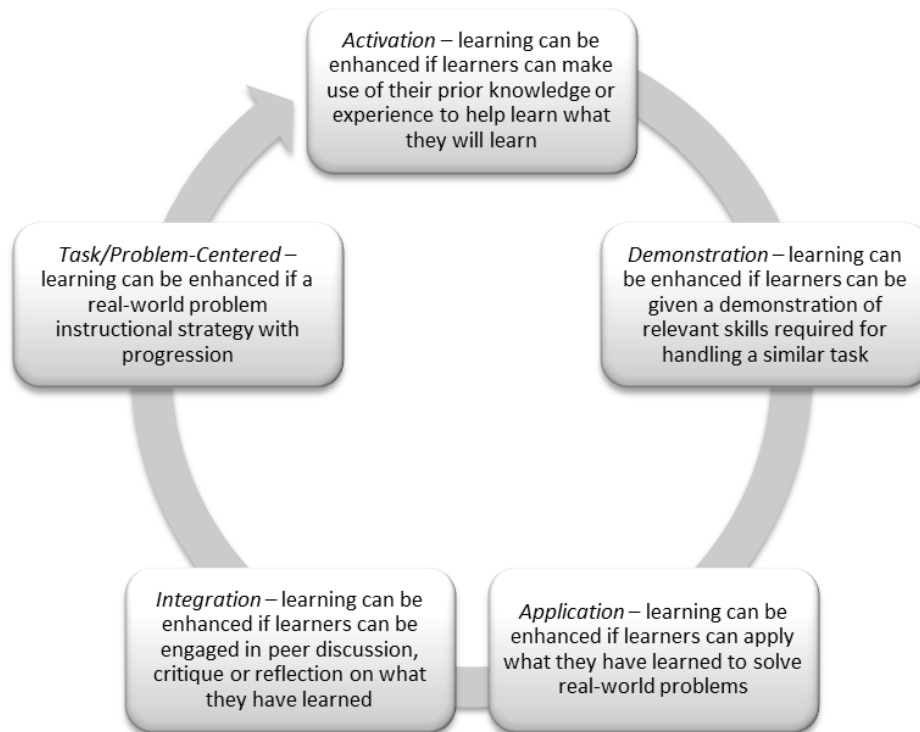 Activation – learning can be
enhanced if learners can make
use of their prior knowledge or
experience to help learn what
they will learn
Demonstration – learning can
be enhanced if learners can be
given a demonstration of
relevant skills required for
handling a similar task
Application – learning can be
enhanced if learners can apply
what they have learned to solve
real-world problems
Integration – learning can be
enhanced if learners can be
engaged in peer discussion,
critique or reflection on what
they have learned
Task/Problem-Centered –
learning can be enhanced if a
real-world problem
instructional strategy with
progression